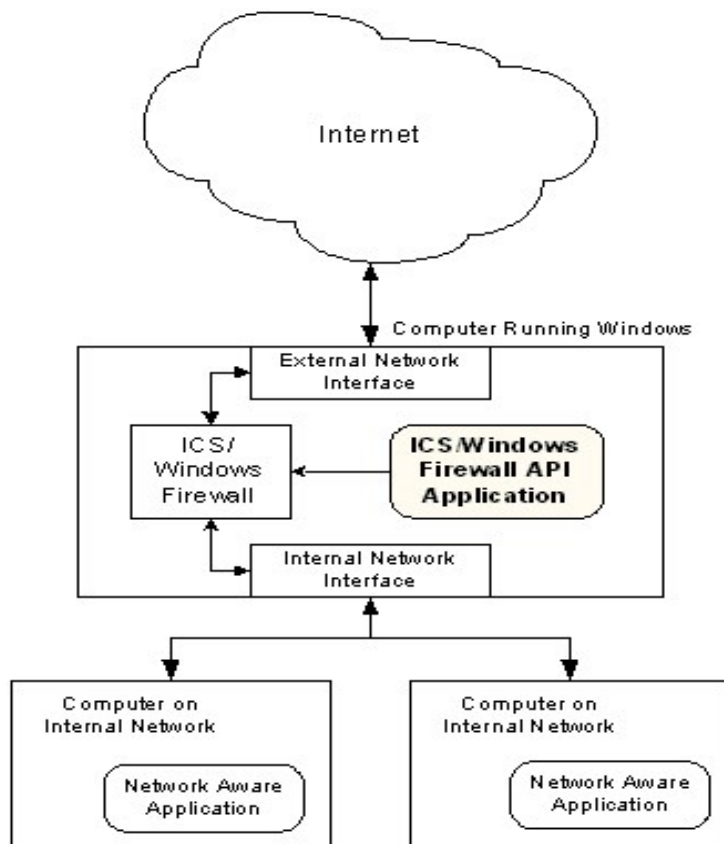 Internet
Computer Running Windows
External Network
Interface
ICS/
Windows
Firewall
ICS/Windows
Firewall API
Application
Internal Network
Interface
Computer on
Internal Network
Network Aware
Application
Computer on
Internal Network
Network Aware
Application